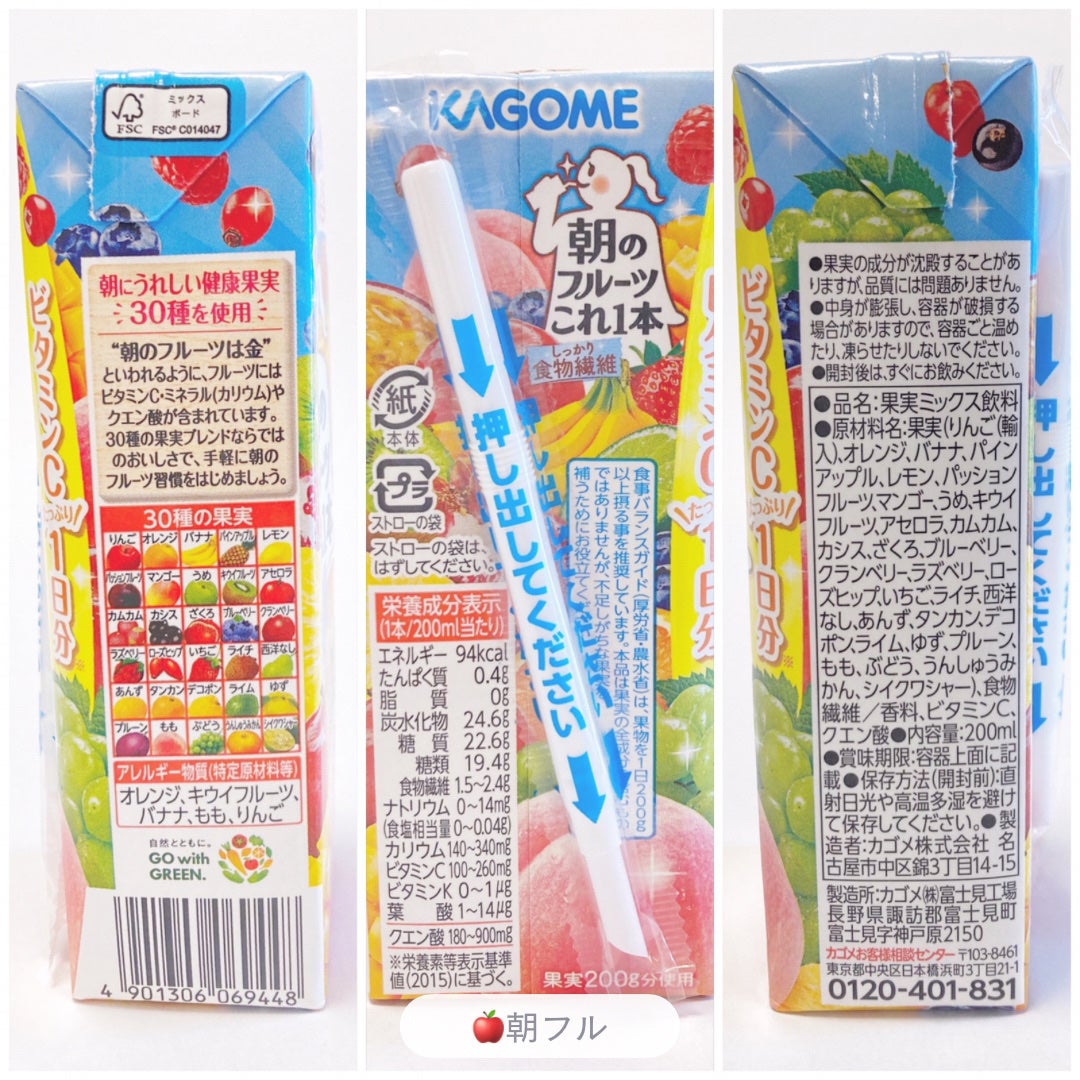 FSC
ミックス
ボード
FSC® C014047
朝にうれしい健康果実
30種を使用
“朝のフルーツは金”
といわれるように、フルーツには
ビタミンC・ミネラル(カリウム)や
クエン酸が含まれています。
30種の果実ブレンドならでは
のおいしさで、手軽に朝の
フルーツ習慣をはじめましょう。
ビタミンC
たっぷり
1日分
※
30種の果実
りんご オレンジ バナナ パインアップル レモン
パッションフルーツ マンゴー うめ キウイフルーツ アセロラ
カムカム カシス ざくろ ブルーベリー クランベリー
ラズベリー ローズヒップ いちご ライチ 西洋なし
あんず タンカン デコポン ライム ゆず
プルーン もも ぶどう うんしゅうみかん シイクワシャー
アレルギー物質(特定原材料等)
オレンジ、キウイフルーツ、
バナナ、もも、りんご
自然とともに。
GO with
GREEN.
4 901306 069448
KAGOME
朝の
フルーツ
これ1本
しっかり
食物繊維
紙
本体
プラ
ストローの袋
ストローの袋は、
はずしてください。
押し出してください
食事バランスガイド(厚労省・農水省)は、果物を1日200g
以上摂る事を推奨しています。本品は果実の全成分
ではありませんが、不足しがちな果実
補うためにお役立てく
栄養成分表示
(1本/200ml当たり)
エネルギー 94kcal
たんぱく質 0.4g
脂質 0g
炭水化物 24.6g
糖質 22.6g
糖類 19.4g
食物繊維 1.5~2.4g
ナトリウム 0~14mg
(食塩相当量 0~0.04g)
カリウム 140~340mg
ビタミンC 100~260mg
ビタミンK 0~1μg
葉酸 1~14μg
クエン酸 180~900mg
※栄養素等表示基準
値(2015)に基づく。
果実200g分使用
🍎朝フル
●果実の成分が沈殿することがあ
りますが、品質には問題ありません。
●中身が膨張し、容器が破損する
場合がありますので、容器ごと温め
たり、凍らせたりしないでください。
●開封後は、すぐにお飲みください。
●品名:果実ミックス飲料
●原材料名:果実(りんご(輸
入)、オレンジ、バナナ、パイン
アップル、レモン、パッション
フルーツ、マンゴー、うめ、キウイ
フルーツ、アセロラ、カムカム、
カシス、ざくろ、ブルーベリー、
クランベリー、ラズベリー、ロー
ズヒップ、いちご、ライチ、西洋
なし、あんず、タンカン、デコ
ポン、ライム、ゆず、プルーン、
もも、ぶどう、うんしゅうみ
かん、シイクワシャー)、食物
繊維/香料、ビタミンC、
クエン酸●内容量:200ml
●賞味期限:容器上面に記
載●保存方法(開封前):直
射日光や高温多湿を避け
て保存してください。●製
造者:カゴメ株式会社 名
古屋市中区錦3丁目14-15
製造所:カゴメ(株)富士見工場
長野県諏訪郡富士見町
富士見字神戸原2150
カゴメお客様相談センター 〒103-8461
東京都中央区日本橋浜町3丁目21-1
0120-401-831